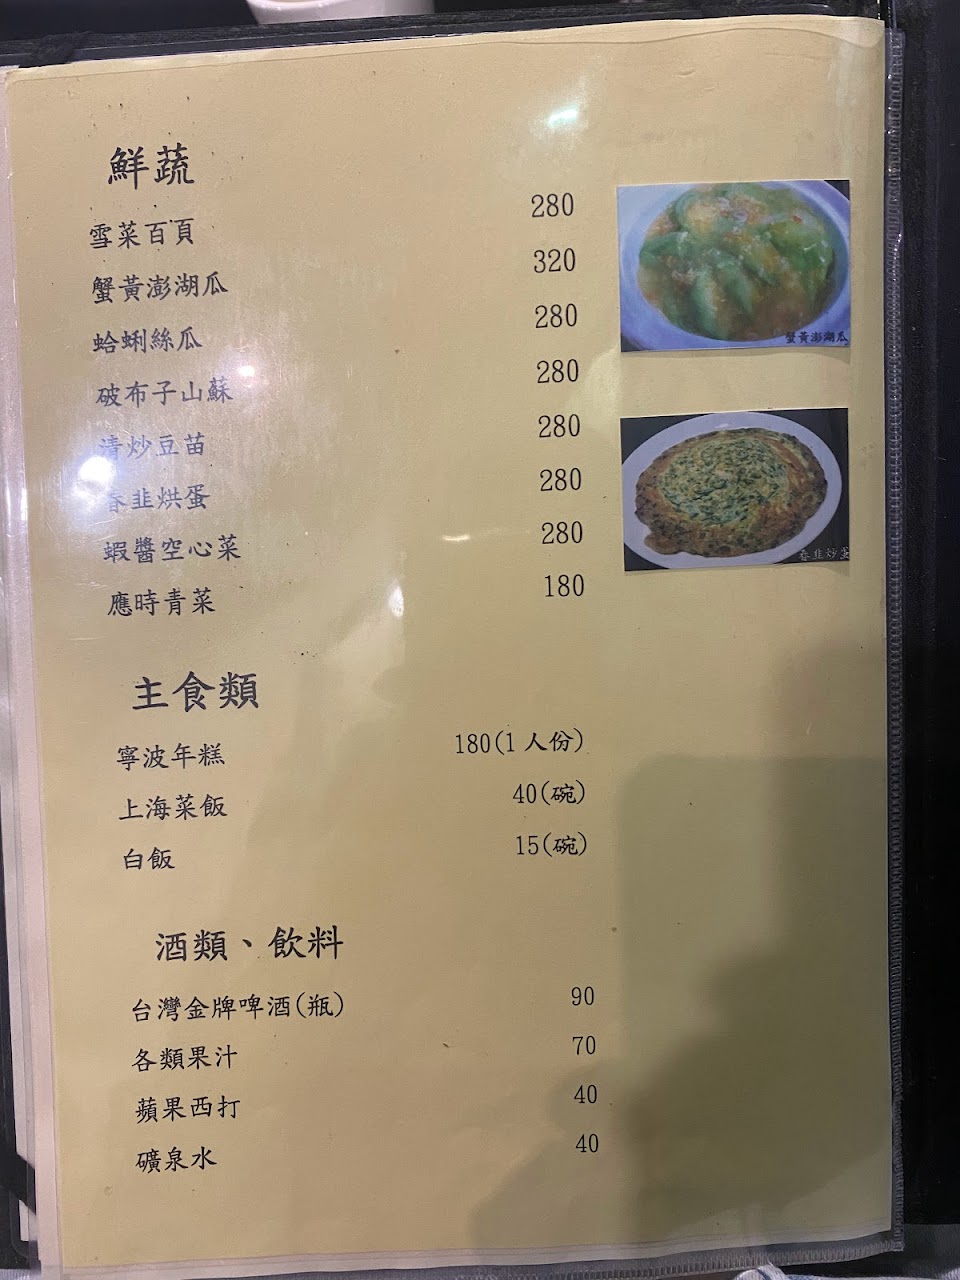 鮮蔬
雪菜百頁 280
蟹黃澎湖瓜 320
蛤蜊絲瓜 280
破布子山蘇 280
清炒豆苗 280
春韭烘蛋 280
蝦醬空心菜 280
應時青菜 180
蟹黃澎湖瓜
春韭炒蛋
主食類
寧波年糕 180(1人份)
上海菜飯 40(碗)
白飯 15(碗)
酒類、飲料
台灣金牌啤酒(瓶) 90
各類果汁 70
蘋果西打 40
礦泉水 40